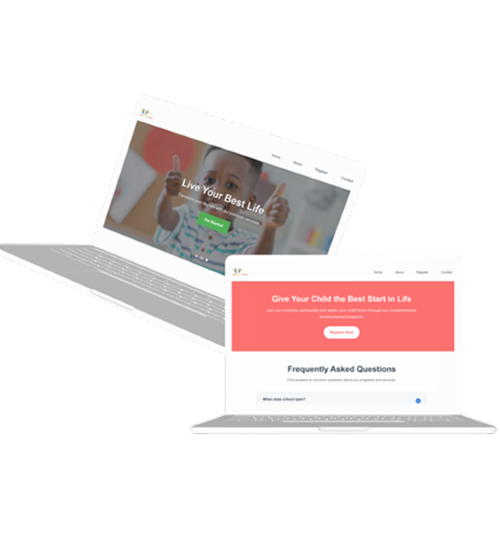 Home About Register Contact
Live Your Best Life
Get Started
Home About Register Contact
Give Your Child the Best Start in Life
Join our nurturing community and watch your child thrive through our comprehensive
developmental programs.
Register Now
Frequently Asked Questions
Find answers to common questions about our programs and services.
When does school open?